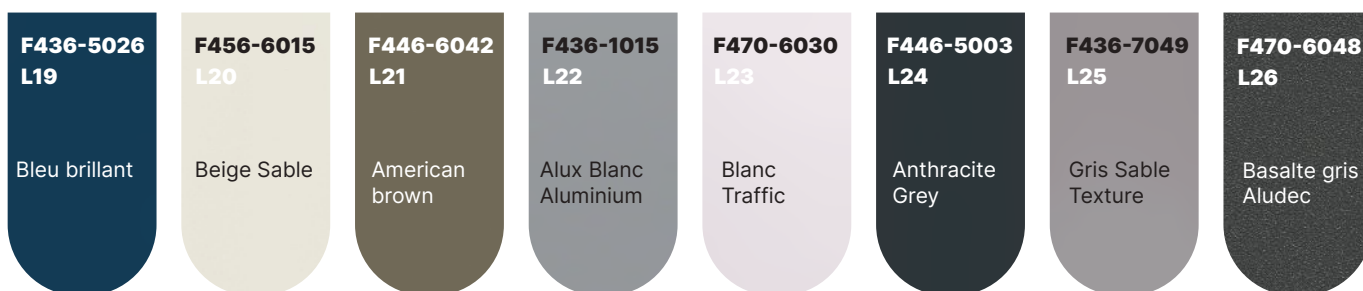 F436-5026
L19
Bleu brillant
F456-6015
L20
Beige Sable
F446-6042
L21
American
brown
F436-1015
L22
Alux Blanc
Aluminium
F470-6030
L23
Blanc
Traffic
F446-5003
L24
Anthracite
Grey
F436-7049
L25
Gris Sable
Texture
F470-6048
L26
Basalte gris
Aludec